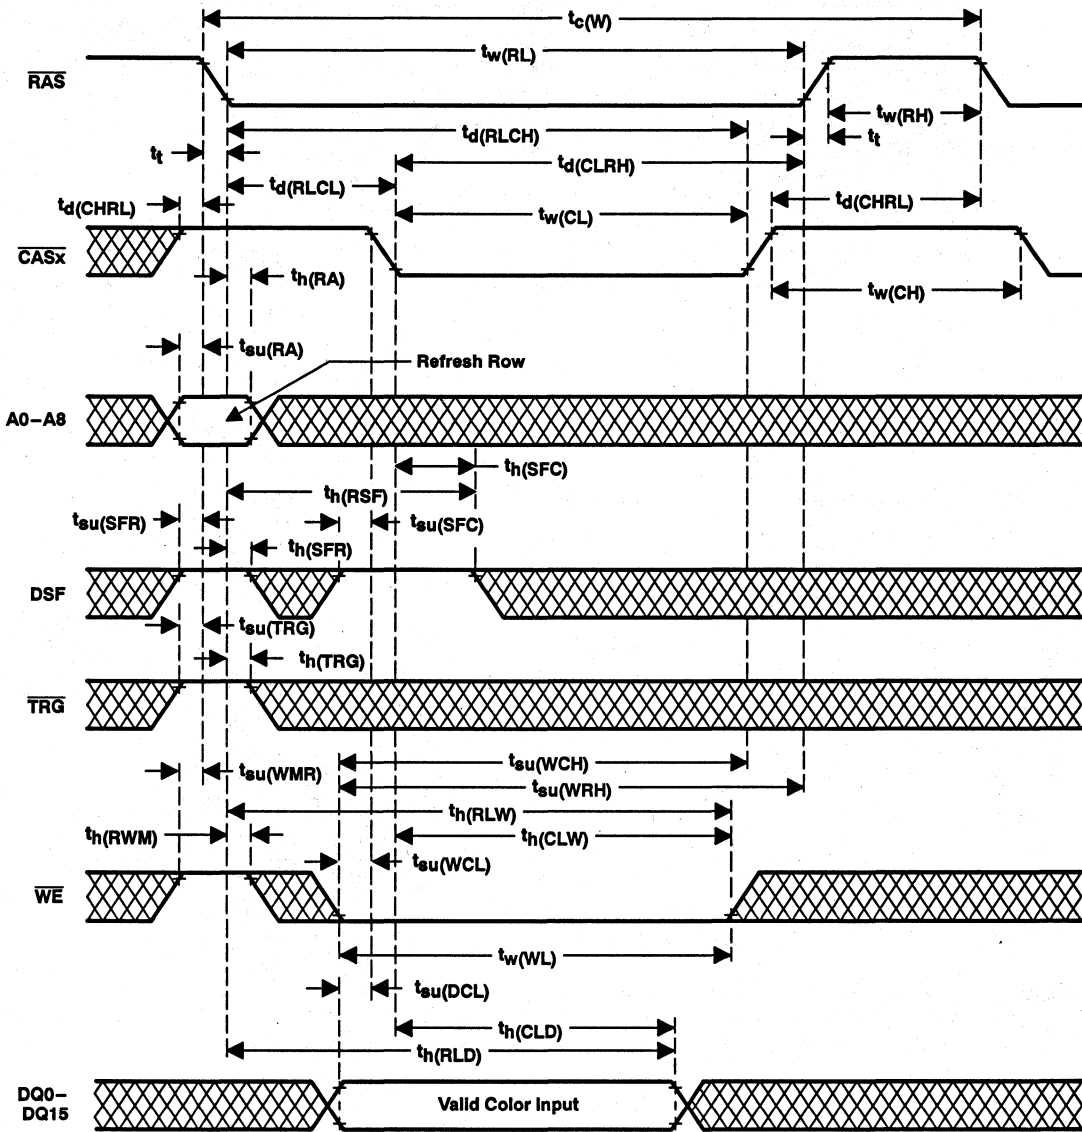 tc(W)
tw(RL)
RAS
tw(RH)
td(RLCH)
tt
tt
td(CLRH)
td(RLCL)
td(CHRL)
td(CHRL)
tw(CL)
CASx
th(RA)
tw(CH)
tsu(RA)
Refresh Row
A0–A8
th(SFC)
th(RSF)
tsu(SFR)
tsu(SFC)
th(SFR)
DSF
tsu(TRG)
th(TRG)
TRG
tsu(WCH)
tsu(WMR)
tsu(WRH)
th(RLW)
th(RWM)
th(CLW)
tsu(WCL)
WE
tw(WL)
tsu(DCL)
th(CLD)
th(RLD)
DQ0–
DQ15
Valid Color Input